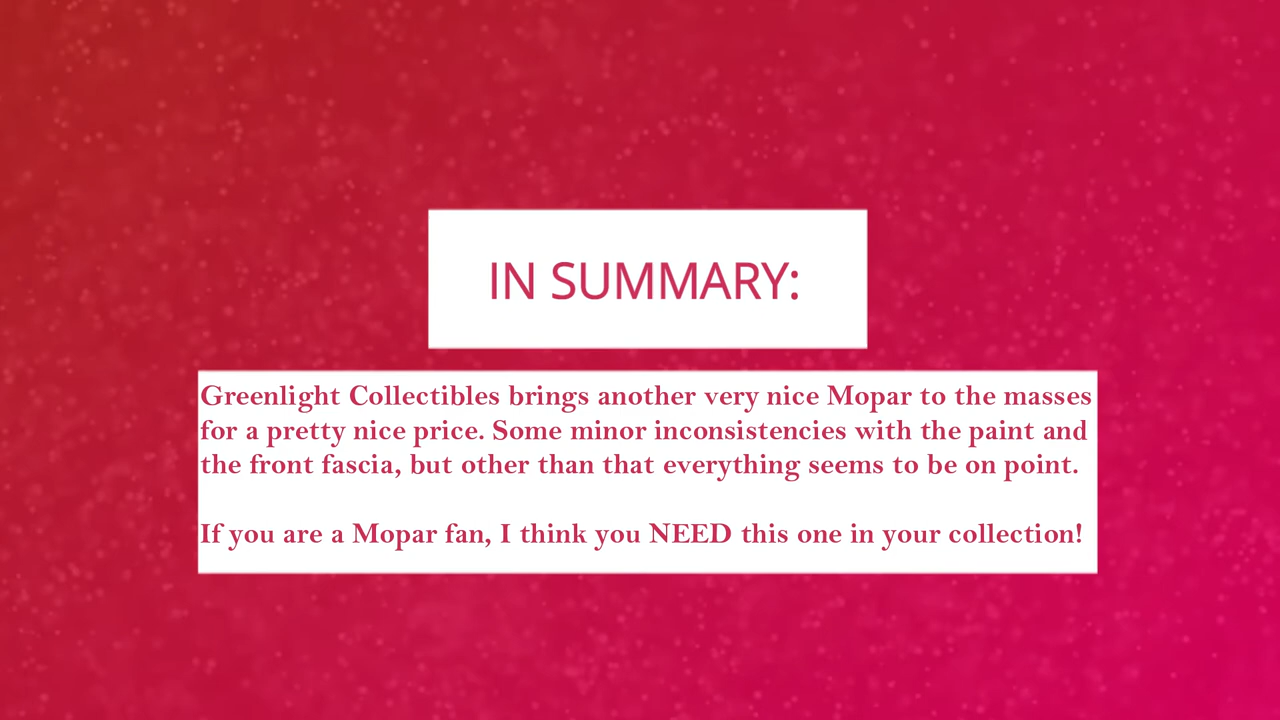 IN SUMMARY:
Greenlight Collectibles brings another very nice Mopar to the masses
for a pretty nice price. Some minor inconsistencies with the paint and
the front fascia, but other than that everything seems to be on point.
If you are a Mopar fan, I think you NEED this one in your collection!